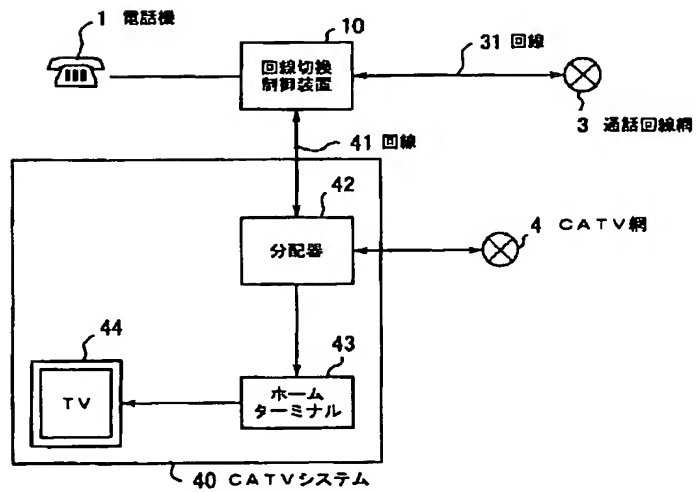 1 電話機
10
回線切換
制御装置
31 回線
3 通話回線網
41 回線
42
分配器
4 CATV網
44
TV
43
ホーム
ターミナル
40 CATVシステム